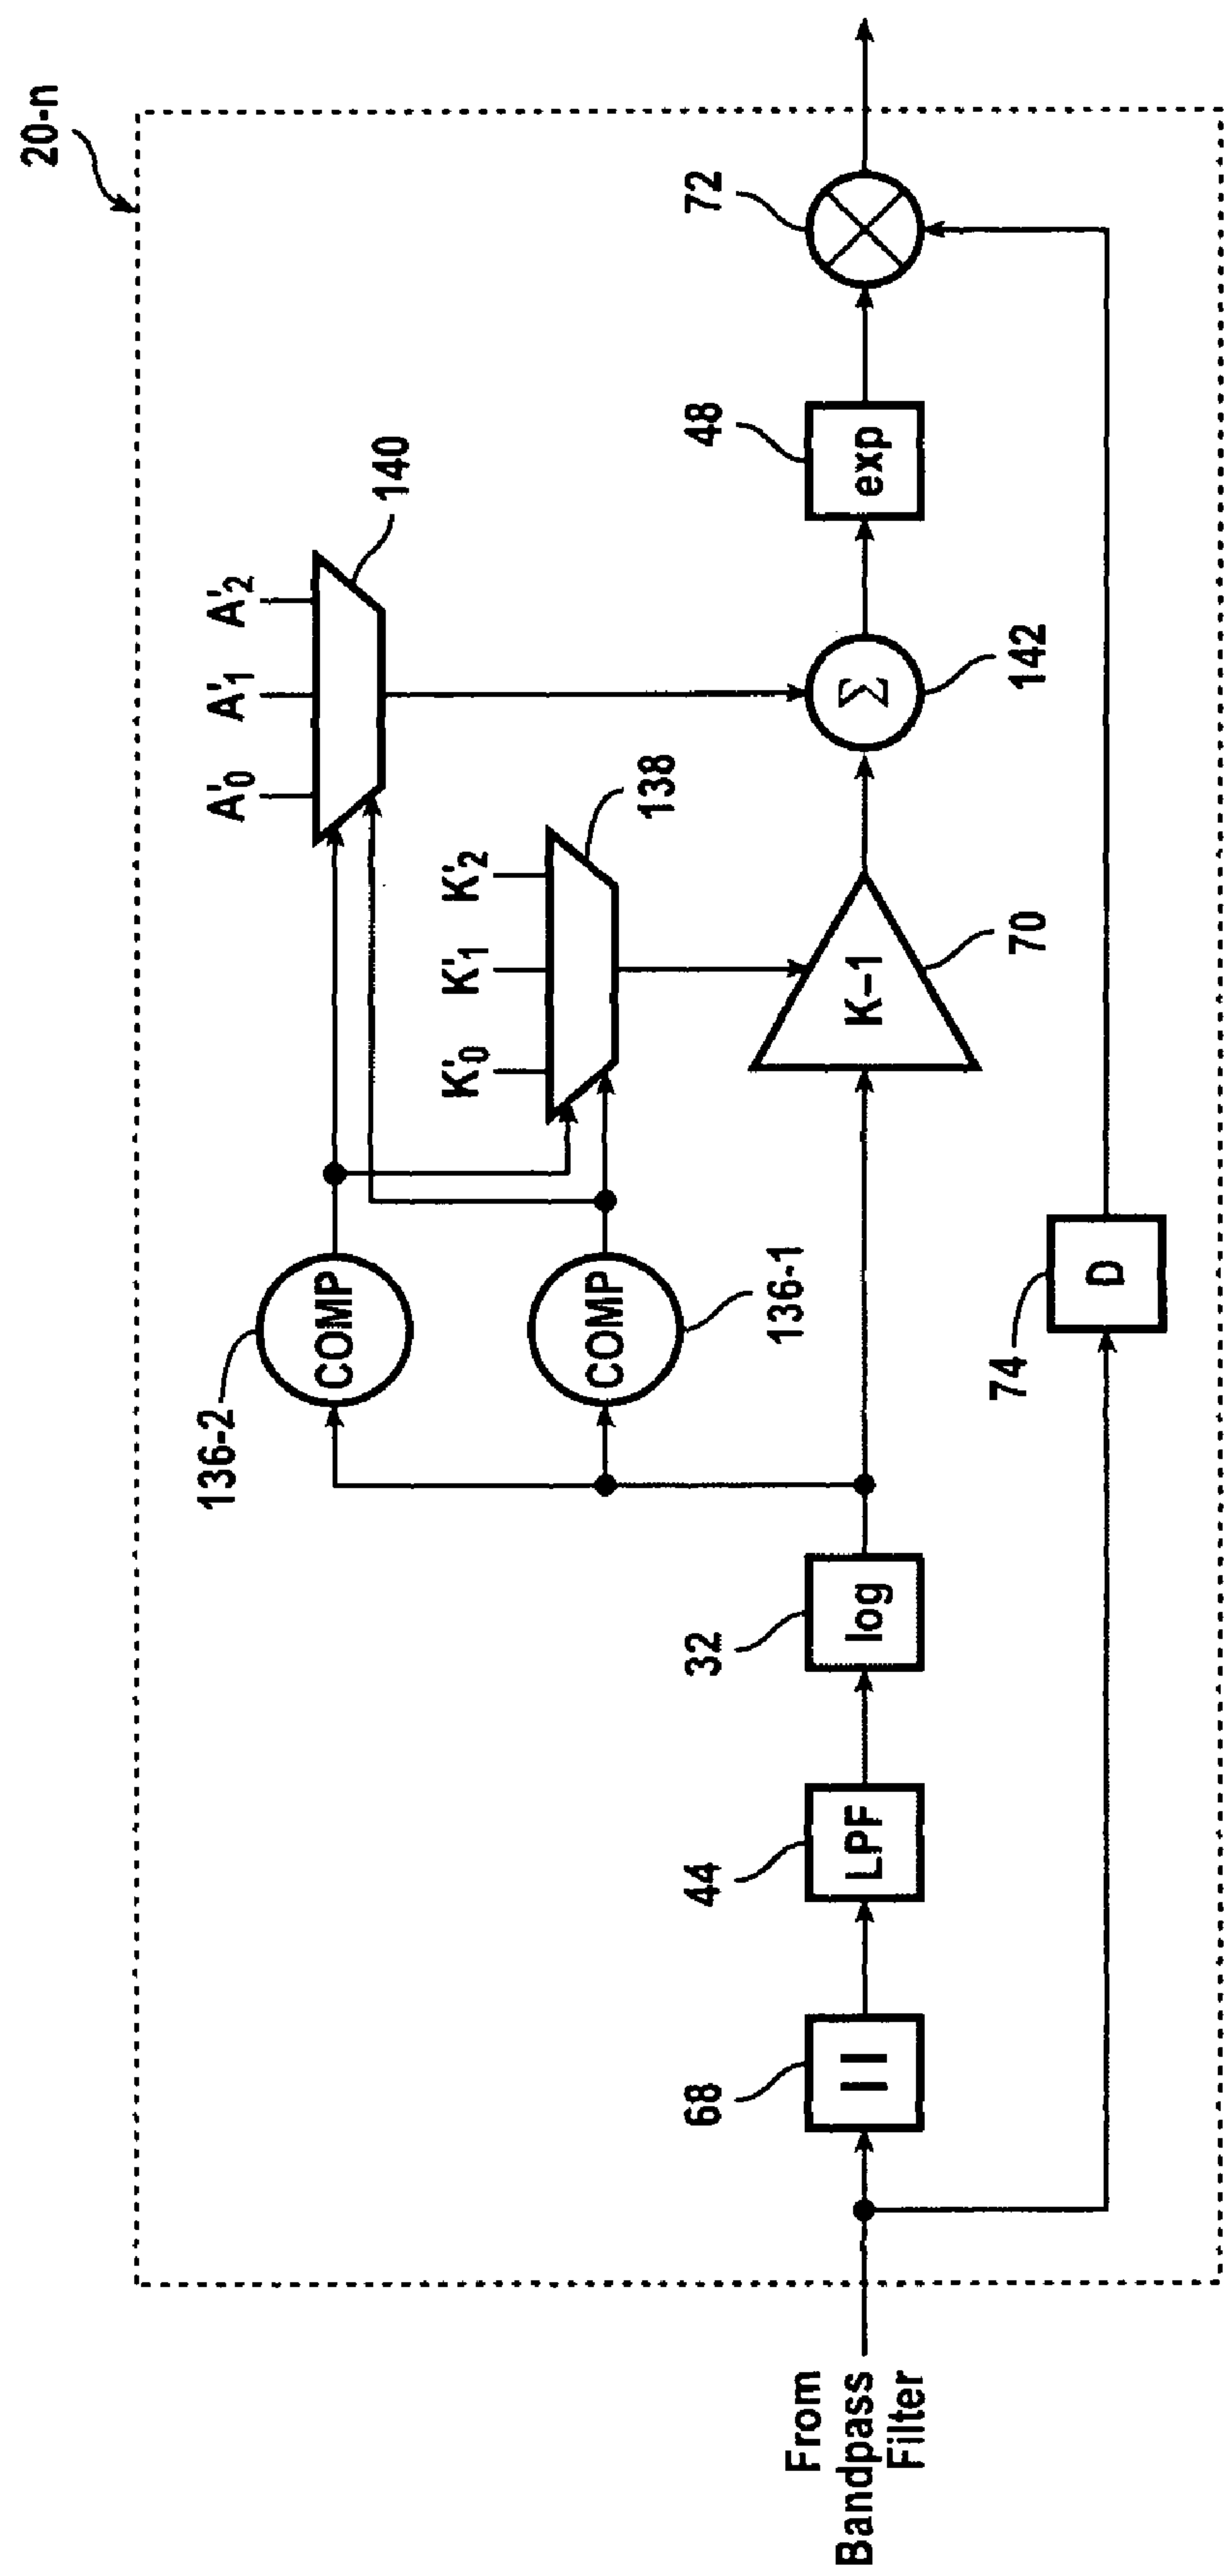 20-n
A'0 A'1 A'2
140
136-2
COMP
K'0 K'1 K'2
138
COMP
136-1
From
Bandpass
Filter
68
| |
44
LPF
32
log
K–1
70
Σ
142
48
exp
72
74
D